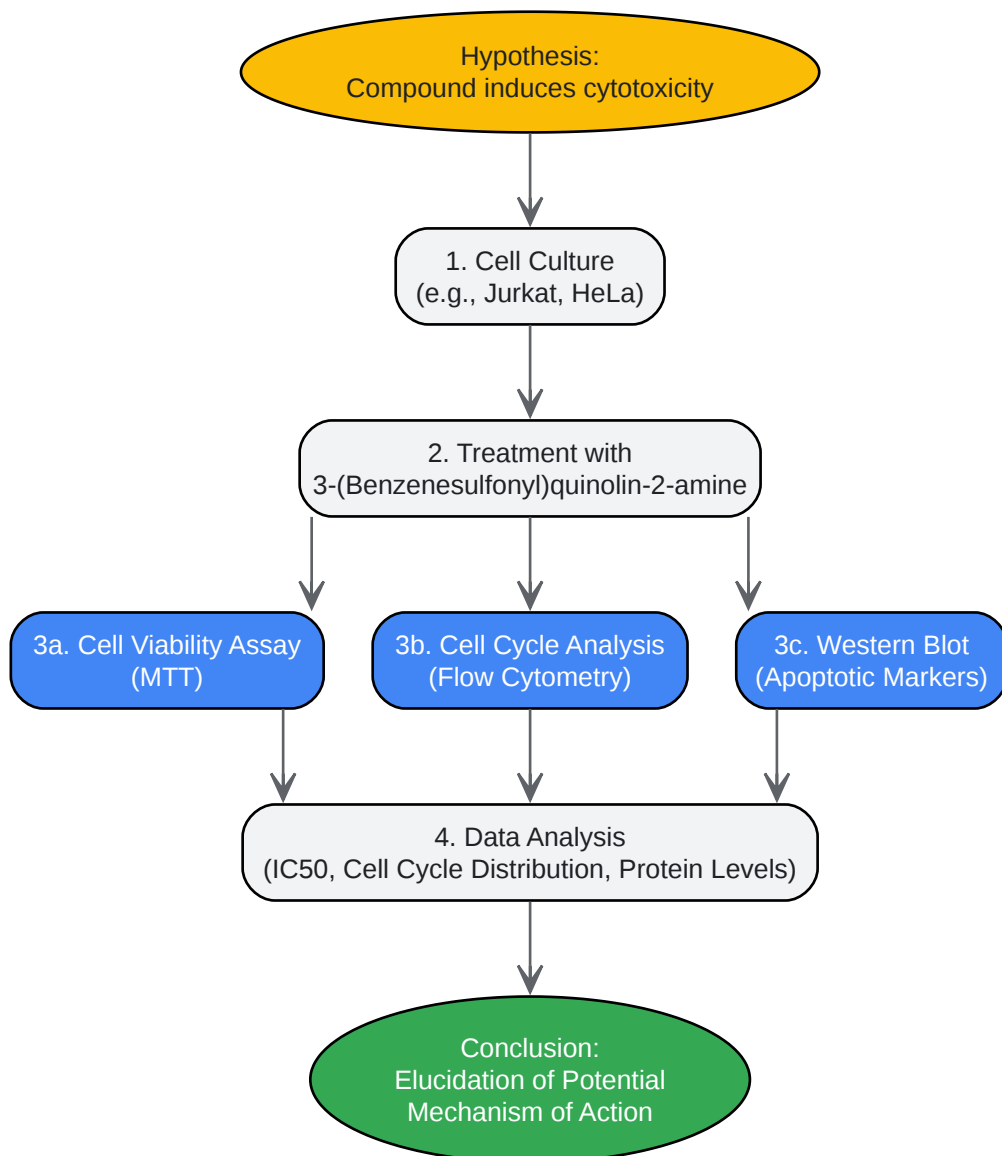 Hypothesis:
Compound induces cytotoxicity
1. Cell Culture
(e.g., Jurkat, HeLa)
2. Treatment with
3-(Benzenesulfonyl)quinolin-2-amine
3a. Cell Viability Assay
(MTT)
3b. Cell Cycle Analysis
(Flow Cytometry)
3c. Western Blot
(Apoptotic Markers)
4. Data Analysis
(IC50, Cell Cycle Distribution, Protein Levels)
Conclusion:
Elucidation of Potential
Mechanism of Action